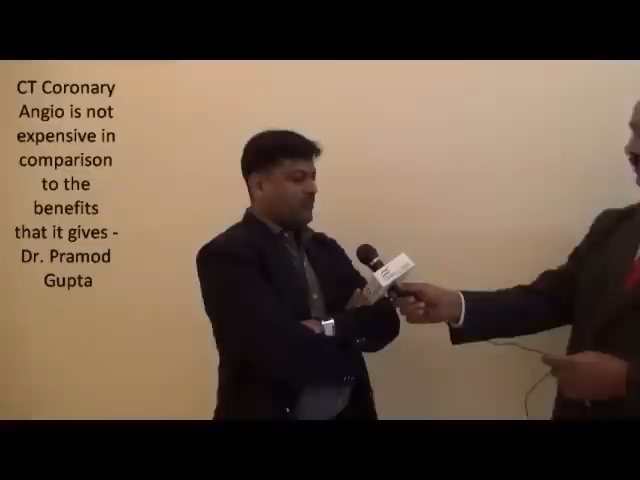 CT Coronary
Angio is not
expensive in
comparison
to the
benefits
that it gives -
Dr. Pramod
Gupta